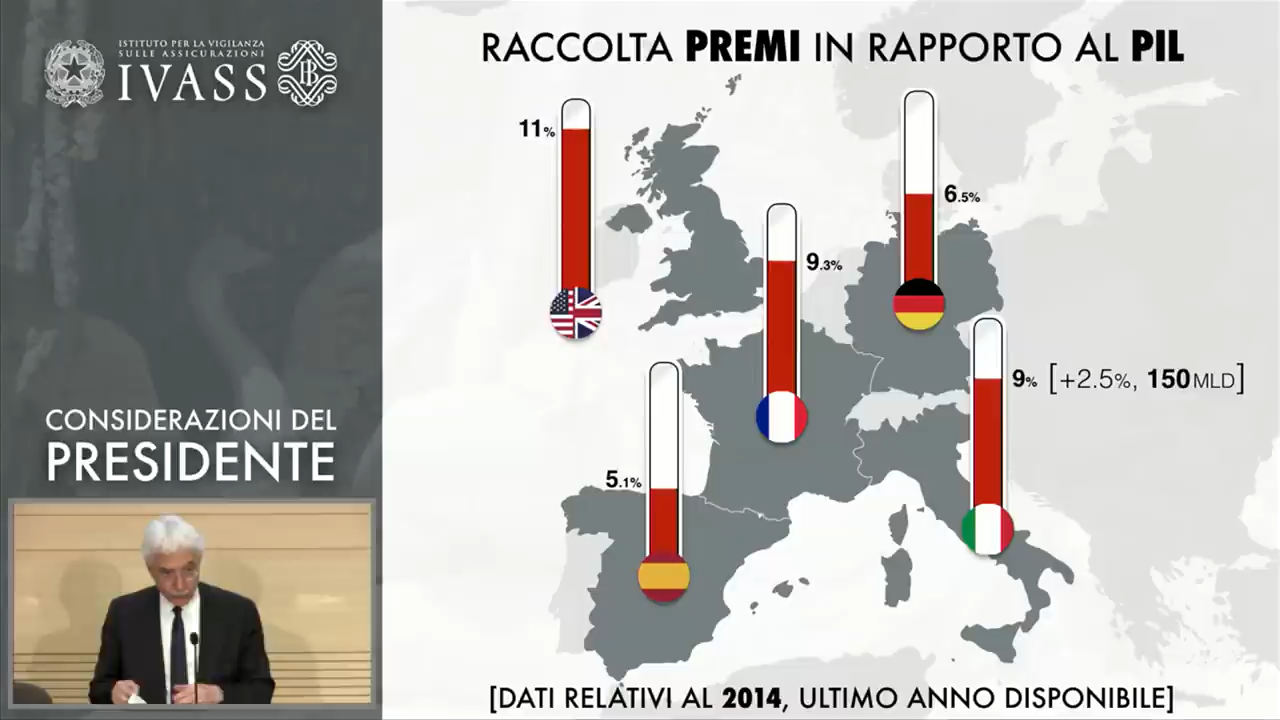 ISTITUTO PER LA VIGILANZA
SULLE ASSICURAZIONI
IVASS
CONSIDERAZIONI DEL
PRESIDENTE
RACCOLTA PREMI IN RAPPORTO AL PIL
11%
6.5%
9.3%
9% [+2.5%, 150MLD]
5.1%
[DATI RELATIVI AL 2014, ULTIMO ANNO DISPONIBILE]